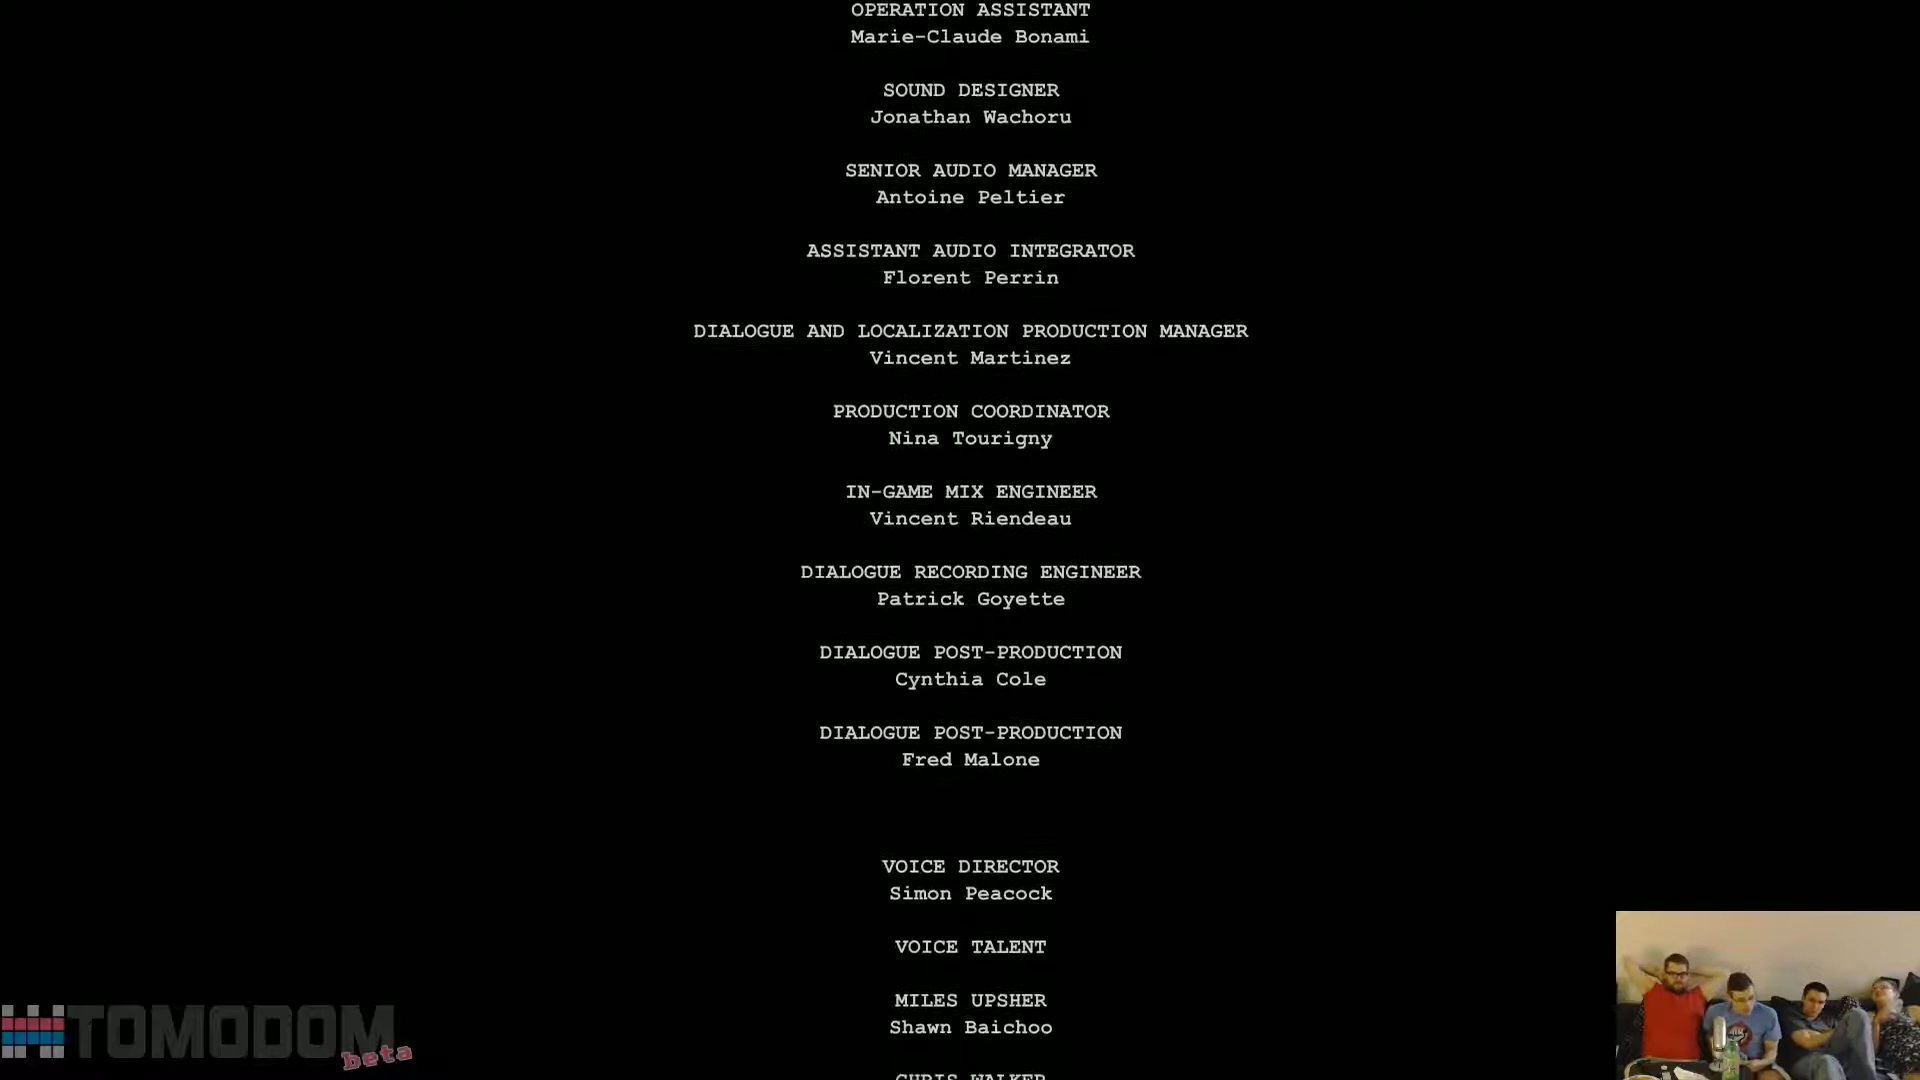 OPERATION ASSISTANT
Marie-Claude Bonami
SOUND DESIGNER
Jonathan Wachoru
SENIOR AUDIO MANAGER
Antoine Peltier
ASSISTANT AUDIO INTEGRATOR
Florent Perrin
DIALOGUE AND LOCALIZATION PRODUCTION MANAGER
Vincent Martinez
PRODUCTION COORDINATOR
Nina Tourigny
IN-GAME MIX ENGINEER
Vincent Riendeau
DIALOGUE RECORDING ENGINEER
Patrick Goyette
DIALOGUE POST-PRODUCTION
Cynthia Cole
DIALOGUE POST-PRODUCTION
Fred Malone
VOICE DIRECTOR
Simon Peacock
VOICE TALENT
MILES UPSHER
Shawn Baichoo
CHRIS WALKER
TOMODOM
beta